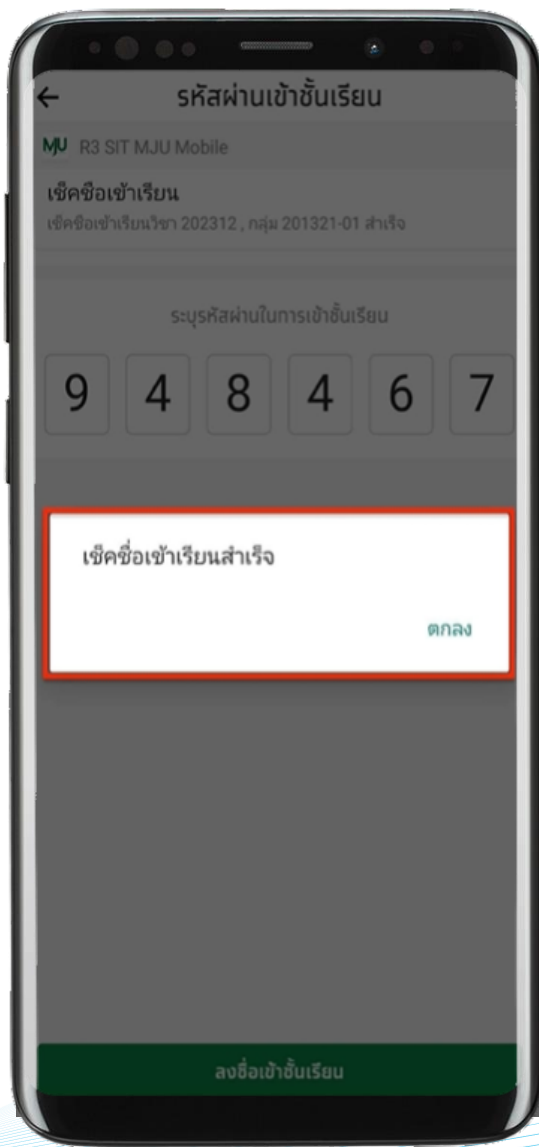 รหัสผ่านเข้าชั้นเรียน
MJU R3 SIT MJU Mobile
เช็คชื่อเข้าเรียน
เช็คชื่อเข้าเรียนวิชา 202312 , กลุ่ม 201321-01 สำเร็จ
ระบุรหัสผ่านในการเข้าชั้นเรียน
9 4 8 4 6 7
เช็คชื่อเข้าเรียนสำเร็จ
ตกลง
ลงชื่อเข้าชั้นเรียน